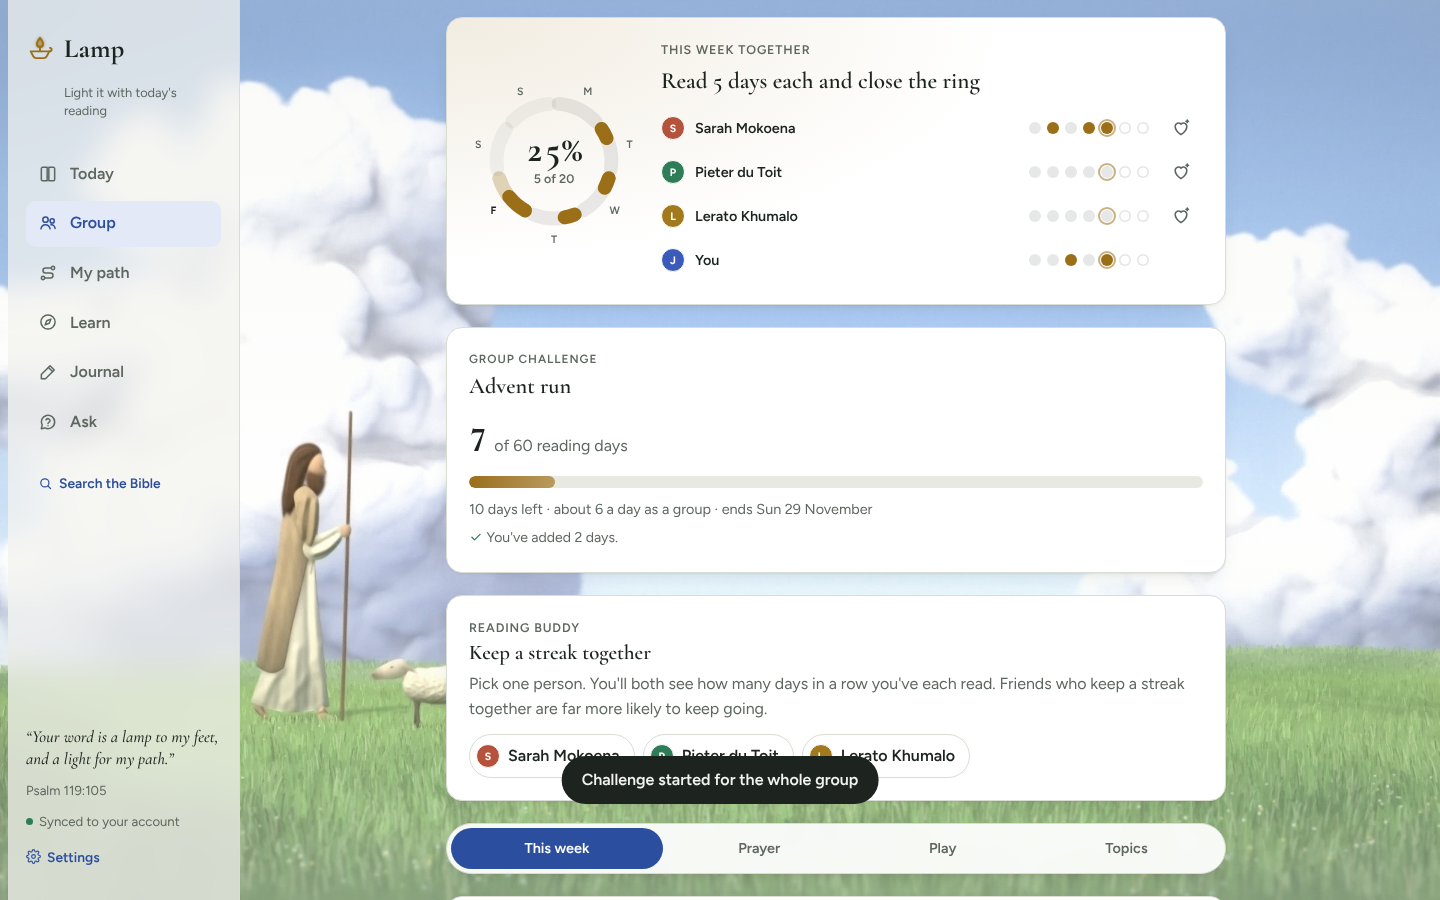 Lamp
Light it with today's
reading
Today
Group
My path
Learn
Journal
Ask
Search the Bible
“Your word is a lamp to my feet,
and a light for my path.”
Psalm 119:105
Synced to your account
Settings
S
M
T
W
T
F
S
25%
5 of 20
THIS WEEK TOGETHER
Read 5 days each and close the ring
S Sarah Mokoena
P Pieter du Toit
L Lerato Khumalo
J You
GROUP CHALLENGE
Advent run
7 of 60 reading days
10 days left · about 6 a day as a group · ends Sun 29 November
You've added 2 days.
READING BUDDY
Keep a streak together
Pick one person. You'll both see how many days in a row you've each read. Friends who keep a streak
together are far more likely to keep going.
S Sarah Mokoena P Pieter du Toit L Lerato Khumalo
Challenge started for the whole group
This week Prayer Play Topics